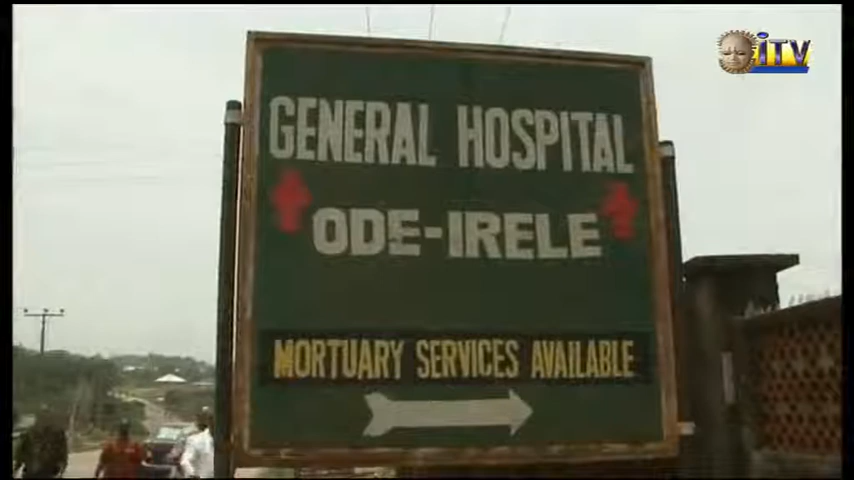 iTV
GENERAL HOSPITAL
ODE-IRELE
MORTUARY SERVICES AVAILABLE